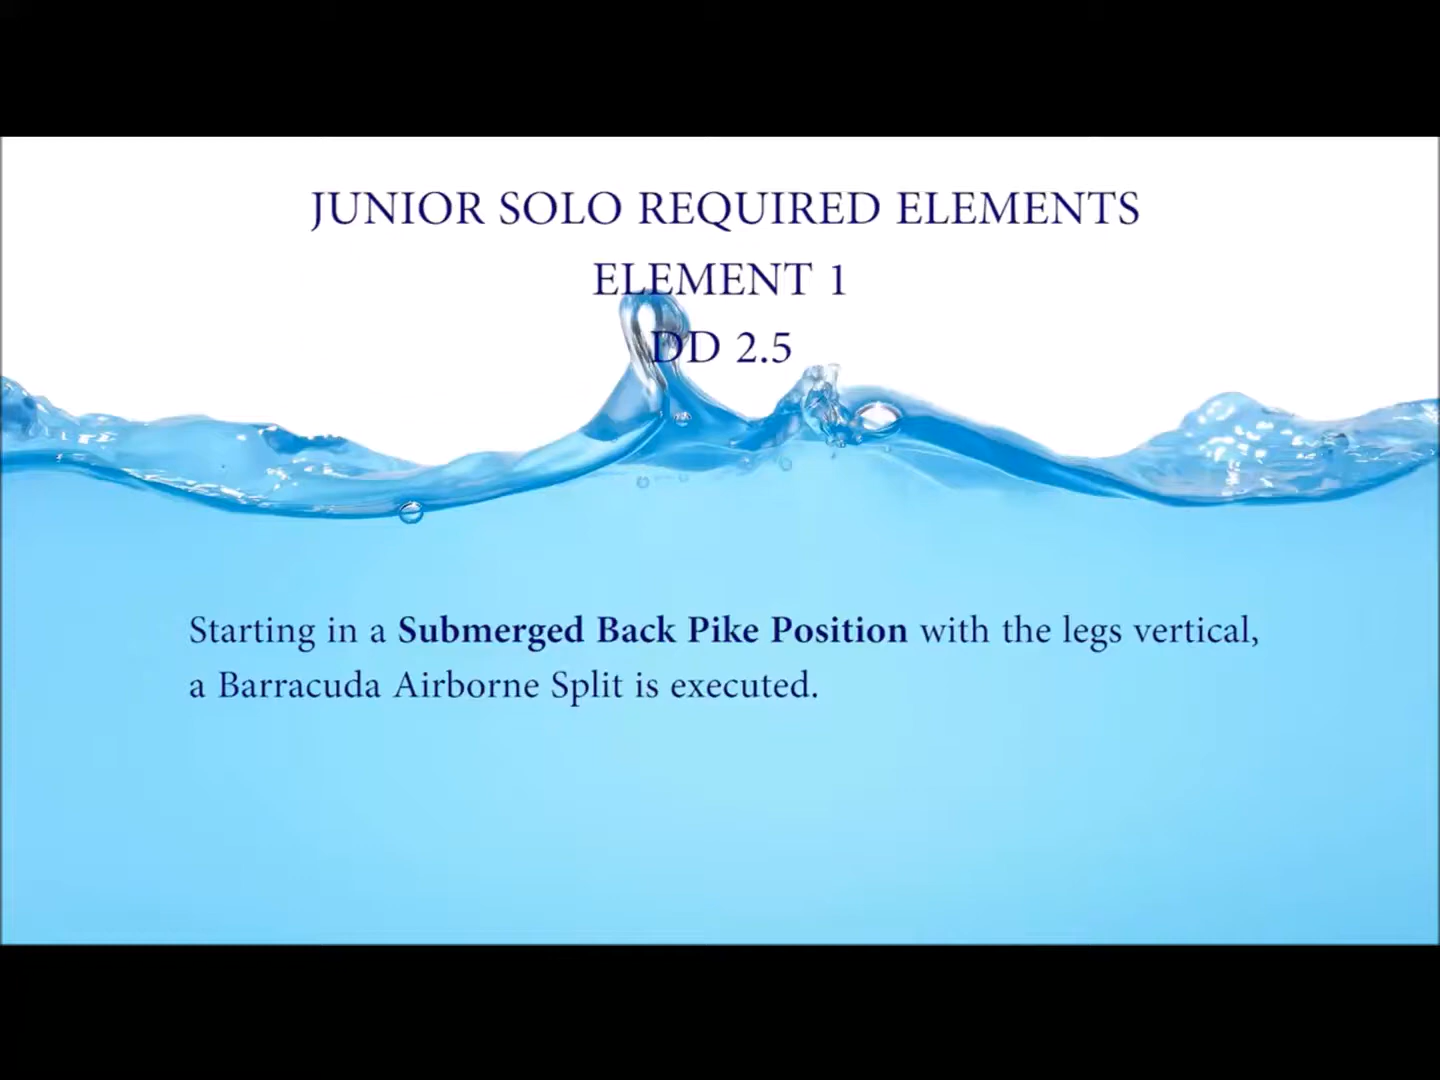 JUNIOR SOLO REQUIRED ELEMENTS
ELEMENT 1
DD 2.5
Starting in a Submerged Back Pike Position with the legs vertical,
a Barracuda Airborne Split is executed.